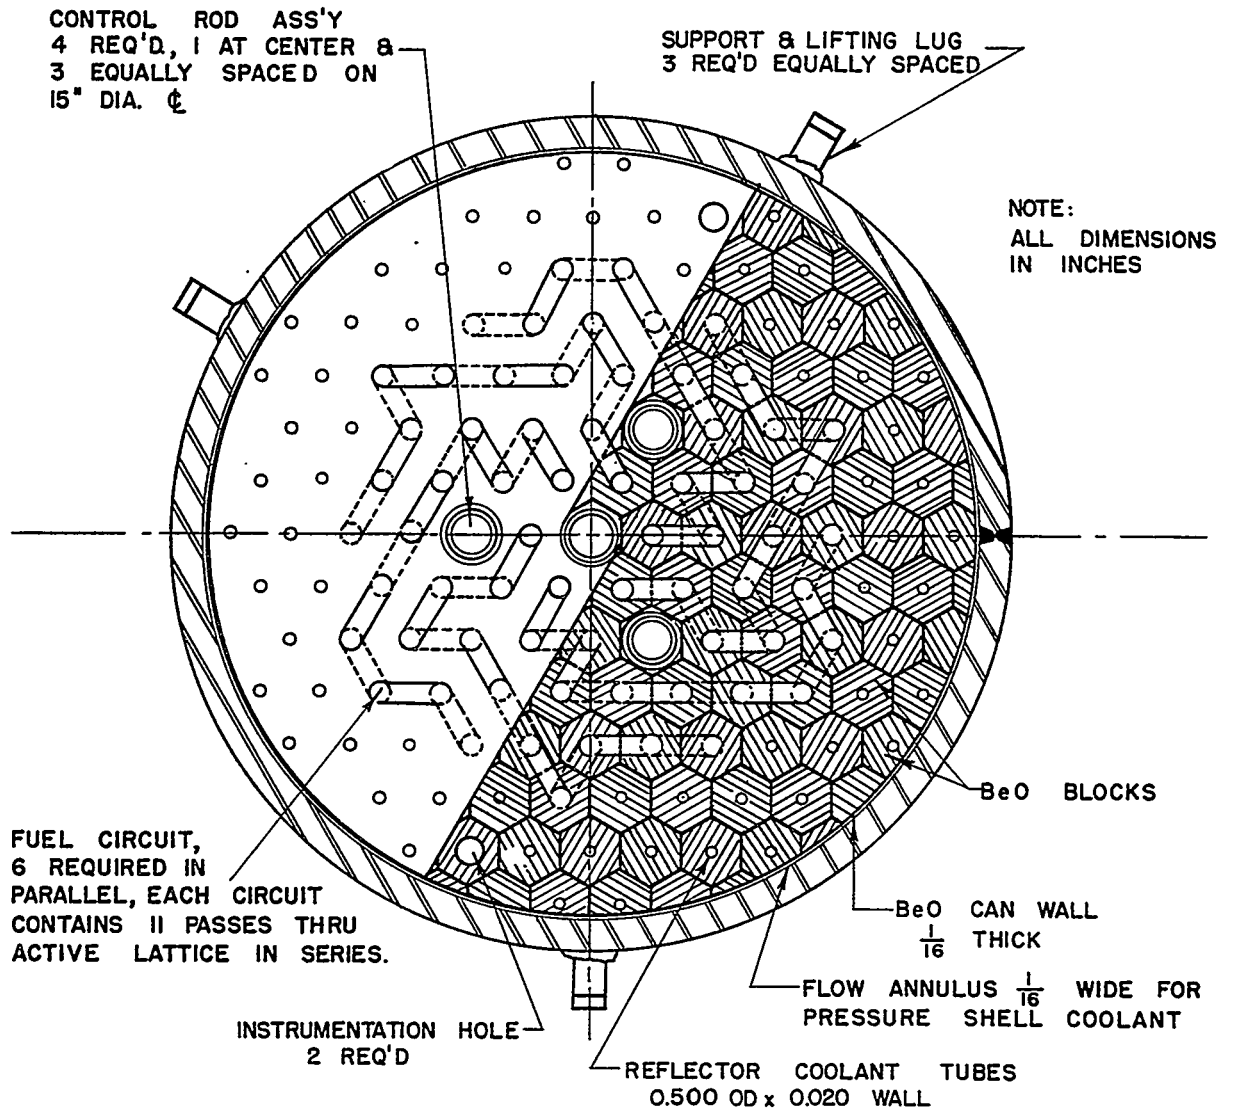 CONTROL ROD ASS'Y
4 REQ'D, 1 AT CENTER &
3 EQUALLY SPACED ON
15" DIA. ℄
SUPPORT & LIFTING LUG
3 REQ'D EQUALLY SPACED
NOTE:
ALL DIMENSIONS
IN INCHES
BeO BLOCKS
FUEL CIRCUIT,
6 REQUIRED IN
PARALLEL, EACH CIRCUIT
CONTAINS 11 PASSES THRU
ACTIVE LATTICE IN SERIES.
BeO CAN WALL
1/16 THICK
FLOW ANNULUS 1/16 WIDE FOR
PRESSURE SHELL COOLANT
INSTRUMENTATION HOLE
2 REQ'D
REFLECTOR COOLANT TUBES
0.500 OD x 0.020 WALL